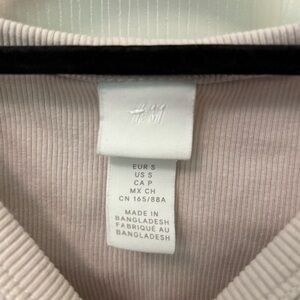 H&M
EUR S
US S
CA P
MX CH
CN 165/88A
MADE IN
BANGLADESH
FABRIQUÉ AU
BANGLADESH